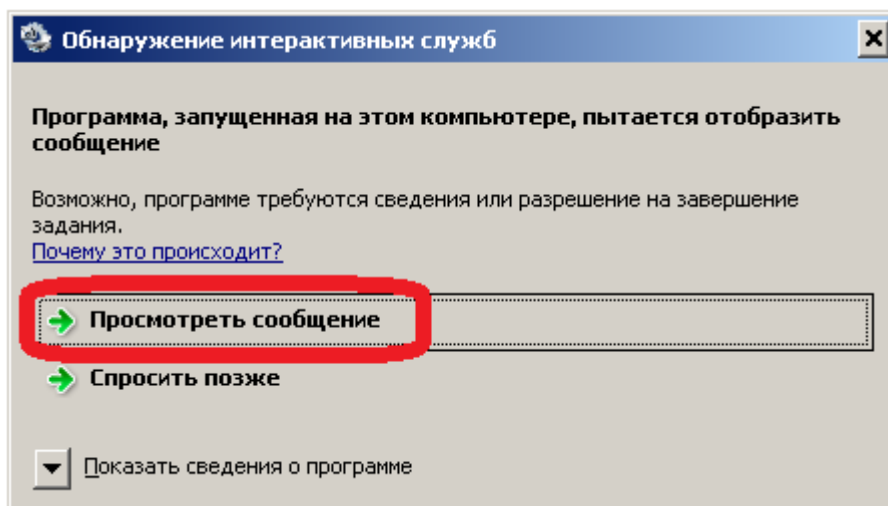 Обнаружение интерактивных служб
Программа, запущенная на этом компьютере, пытается отобразить
сообщение
Возможно, программе требуются сведения или разрешение на завершение
задания.
Почему это происходит?
Просмотреть сообщение
Спросить позже
Показать сведения о программе